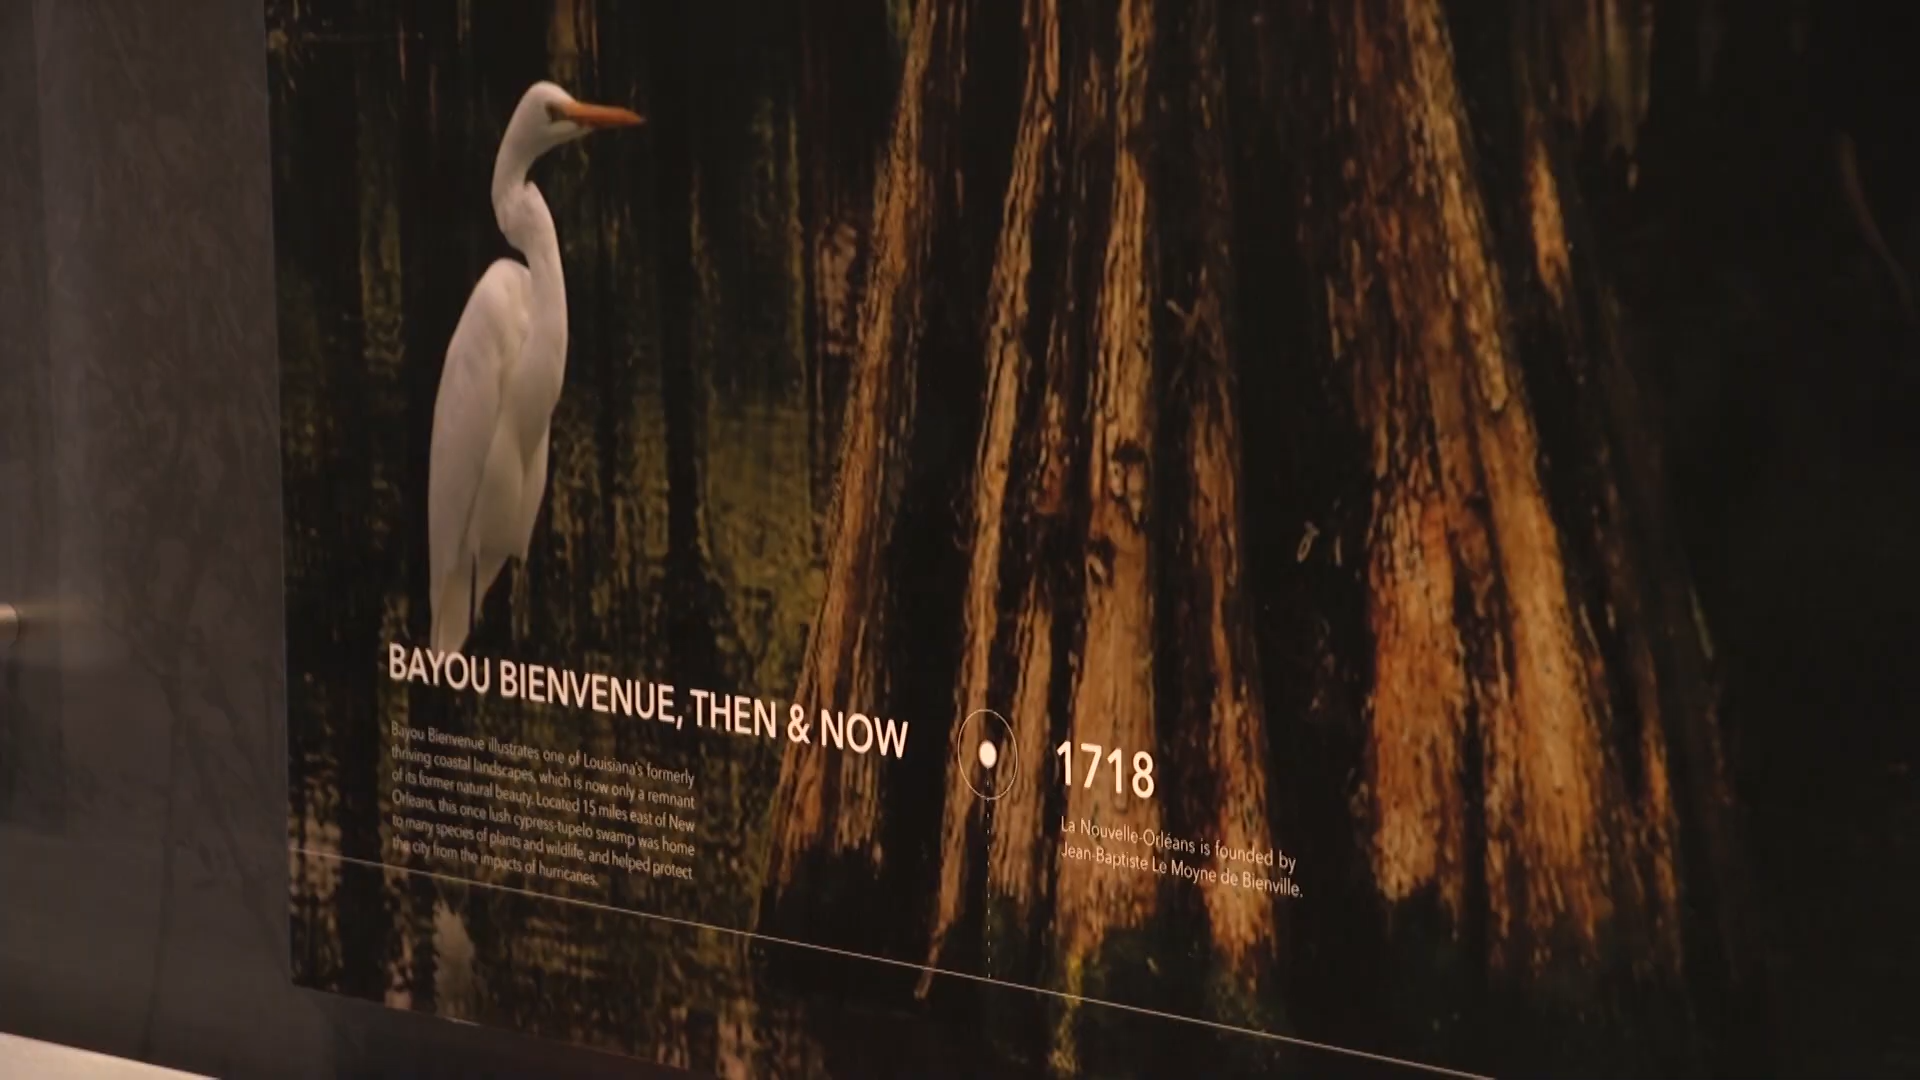 BAYOU BIENVENUE, THEN & NOW
Bayou Bienvenue illustrates one of Louisiana's formerly
thriving coastal landscapes, which is now only a remnant
of its former natural beauty. Located 15 miles east of New
Orleans, this once lush cypress-tupelo swamp was home
to many species of plants and wildlife, and helped protect
the city from the impacts of hurricanes.
1718
La Nouvelle-Orléans is founded by
Jean-Baptiste Le Moyne de Bienville.